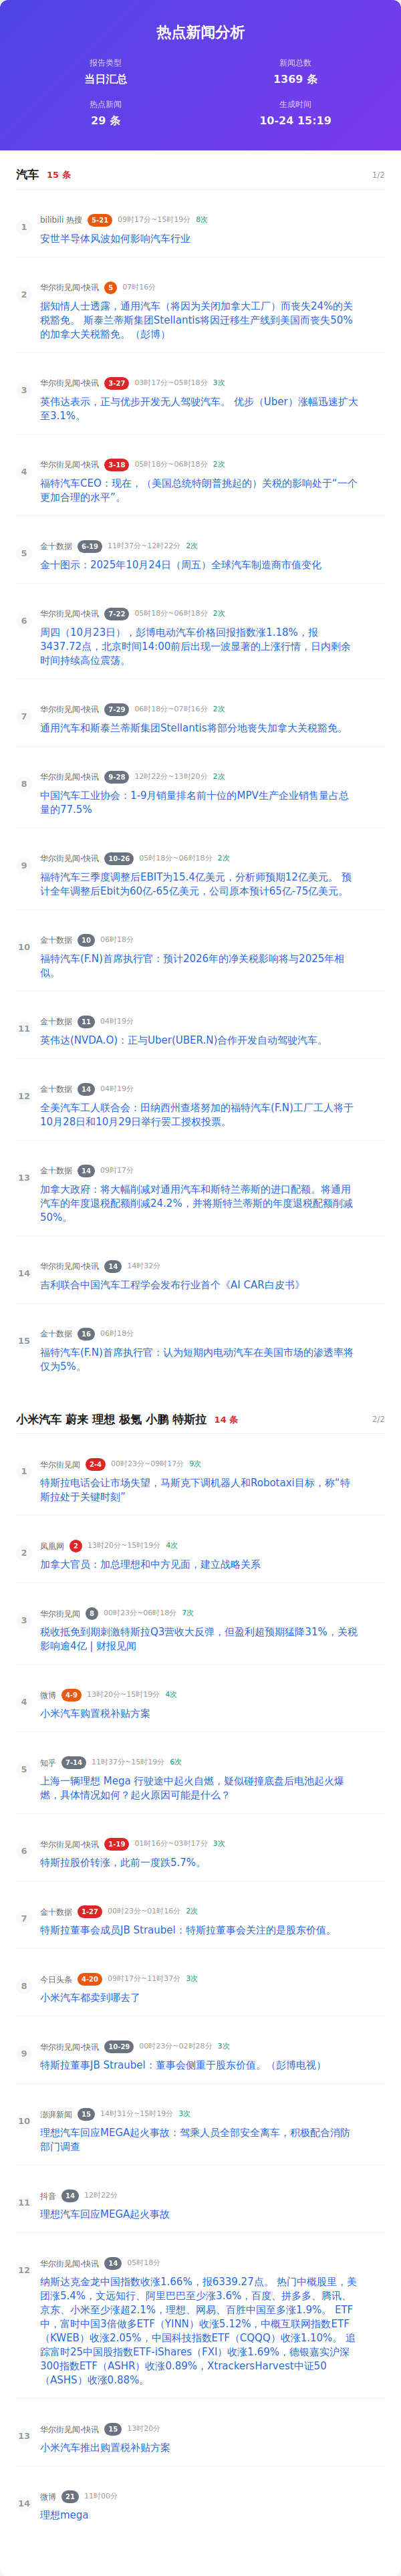 热点新闻分析
报告类型
当日汇总
新闻总数
1369 条
热点新闻
29 条
生成时间
10-24 15:19
汽车 15 条 1/2
1
bilibili 热搜 5-21 09时17分~15时19分 8次
安世半导体风波如何影响汽车行业
2
华尔街见闻-快讯 5 07时16分
据知情人士透露，通用汽车（将因为关闭加拿大工厂）而丧失24%的关
税豁免。 斯泰兰蒂斯集团Stellantis将因迁移生产线到美国而丧失50%
的加拿大关税豁免。（彭博）
3
华尔街见闻-快讯 3-27 03时17分~05时18分 3次
英伟达表示，正与优步开发无人驾驶汽车。 优步（Uber）涨幅迅速扩大
至3.1%。
4
华尔街见闻-快讯 3-18 05时18分~06时18分 2次
福特汽车CEO：现在，（美国总统特朗普挑起的）关税的影响处于“一个
更加合理的水平”。
5
金十数据 6-19 11时37分~12时22分 2次
金十图示：2025年10月24日（周五）全球汽车制造商市值变化
6
华尔街见闻-快讯 7-22 05时18分~06时18分 2次
周四（10月23日），彭博电动汽车价格回报指数涨1.18%，报
3437.72点，北京时间14:00前后出现一波显著的上涨行情，日内剩余
时间持续高位震荡。
7
华尔街见闻-快讯 7-29 06时18分~07时16分 2次
通用汽车和斯泰兰蒂斯集团Stellantis将部分地丧失加拿大关税豁免。
8
华尔街见闻-快讯 9-28 12时22分~13时20分 2次
中国汽车工业协会：1-9月销量排名前十位的MPV生产企业销售量占总
量的77.5%
9
华尔街见闻-快讯 10-26 05时18分~06时18分 2次
福特汽车三季度调整后EBIT为15.4亿美元，分析师预期12亿美元。 预
计全年调整后Ebit为60亿-65亿美元，公司原本预计65亿-75亿美元。
10
金十数据 10 06时18分
福特汽车(F.N)首席执行官：预计2026年的净关税影响将与2025年相
似。
11
金十数据 11 04时19分
英伟达(NVDA.O)：正与Uber(UBER.N)合作开发自动驾驶汽车。
12
金十数据 14 04时19分
全美汽车工人联合会：田纳西州查塔努加的福特汽车(F.N)工厂工人将于
10月28日和10月29日举行罢工授权投票。
13
金十数据 14 09时17分
加拿大政府：将大幅削减对通用汽车和斯特兰蒂斯的进口配额。将通用
汽车的年度退税配额削减24.2%，并将斯特兰蒂斯的年度退税配额削减
50%。
14
华尔街见闻-快讯 14 14时32分
吉利联合中国汽车工程学会发布行业首个《AI CAR白皮书》
15
金十数据 16 06时18分
福特汽车(F.N)首席执行官：认为短期内电动汽车在美国市场的渗透率将
仅为5%。
小米汽车 蔚来 理想 极氪 小鹏 特斯拉 14 条 2/2
1
华尔街见闻 2-4 00时23分~09时17分 9次
特斯拉电话会让市场失望，马斯克下调机器人和Robotaxi目标，称“特
斯拉处于关键时刻”
2
凤凰网 2 13时20分~15时19分 4次
加拿大官员：加总理想和中方见面，建立战略关系
3
华尔街见闻 8 00时23分~06时18分 7次
税收抵免到期刺激特斯拉Q3营收大反弹，但盈利超预期猛降31%，关税
影响逾4亿 | 财报见闻
4
微博 4-9 13时20分~15时19分 4次
小米汽车购置税补贴方案
5
知乎 7-14 11时37分~15时19分 6次
上海一辆理想 Mega 行驶途中起火自燃，疑似碰撞底盘后电池起火爆
燃，具体情况如何？起火原因可能是什么？
6
华尔街见闻-快讯 1-19 01时16分~03时17分 3次
特斯拉股价转涨，此前一度跌5.7%。
7
金十数据 1-27 00时23分~01时16分 2次
特斯拉董事会成员JB Straubel：特斯拉董事会关注的是股东价值。
8
今日头条 4-20 09时17分~11时37分 3次
小米汽车都卖到哪去了
9
华尔街见闻-快讯 10-29 00时23分~02时28分 3次
特斯拉董事JB Straubel：董事会侧重于股东价值。（彭博电视）
10
澎湃新闻 15 14时31分~15时19分 3次
理想汽车回应MEGA起火事故：驾乘人员全部安全离车，积极配合消防
部门调查
11
抖音 14 12时22分
理想汽车回应MEGA起火事故
12
华尔街见闻-快讯 14 05时18分
纳斯达克金龙中国指数收涨1.66%，报6339.27点。 热门中概股里，美
团涨5.4%，文远知行、阿里巴巴至少涨3.6%，百度、拼多多、腾讯、
京东、小米至少涨超2.1%，理想、网易、百胜中国至多涨1.9%。 ETF
中，富时中国3倍做多ETF（YINN）收涨5.12%，中概互联网指数ETF
（KWEB）收涨2.05%，中国科技指数ETF（CQQQ）收涨1.10%。 追
踪富时25中国股指数ETF-iShares（FXI）收涨1.69%，德银嘉实沪深
300指数ETF（ASHR）收涨0.89%，XtrackersHarvest中证50
（ASHS）收涨0.88%。
13
华尔街见闻-快讯 15 13时20分
小米汽车推出购置税补贴方案
14
微博 21 11时00分
理想mega